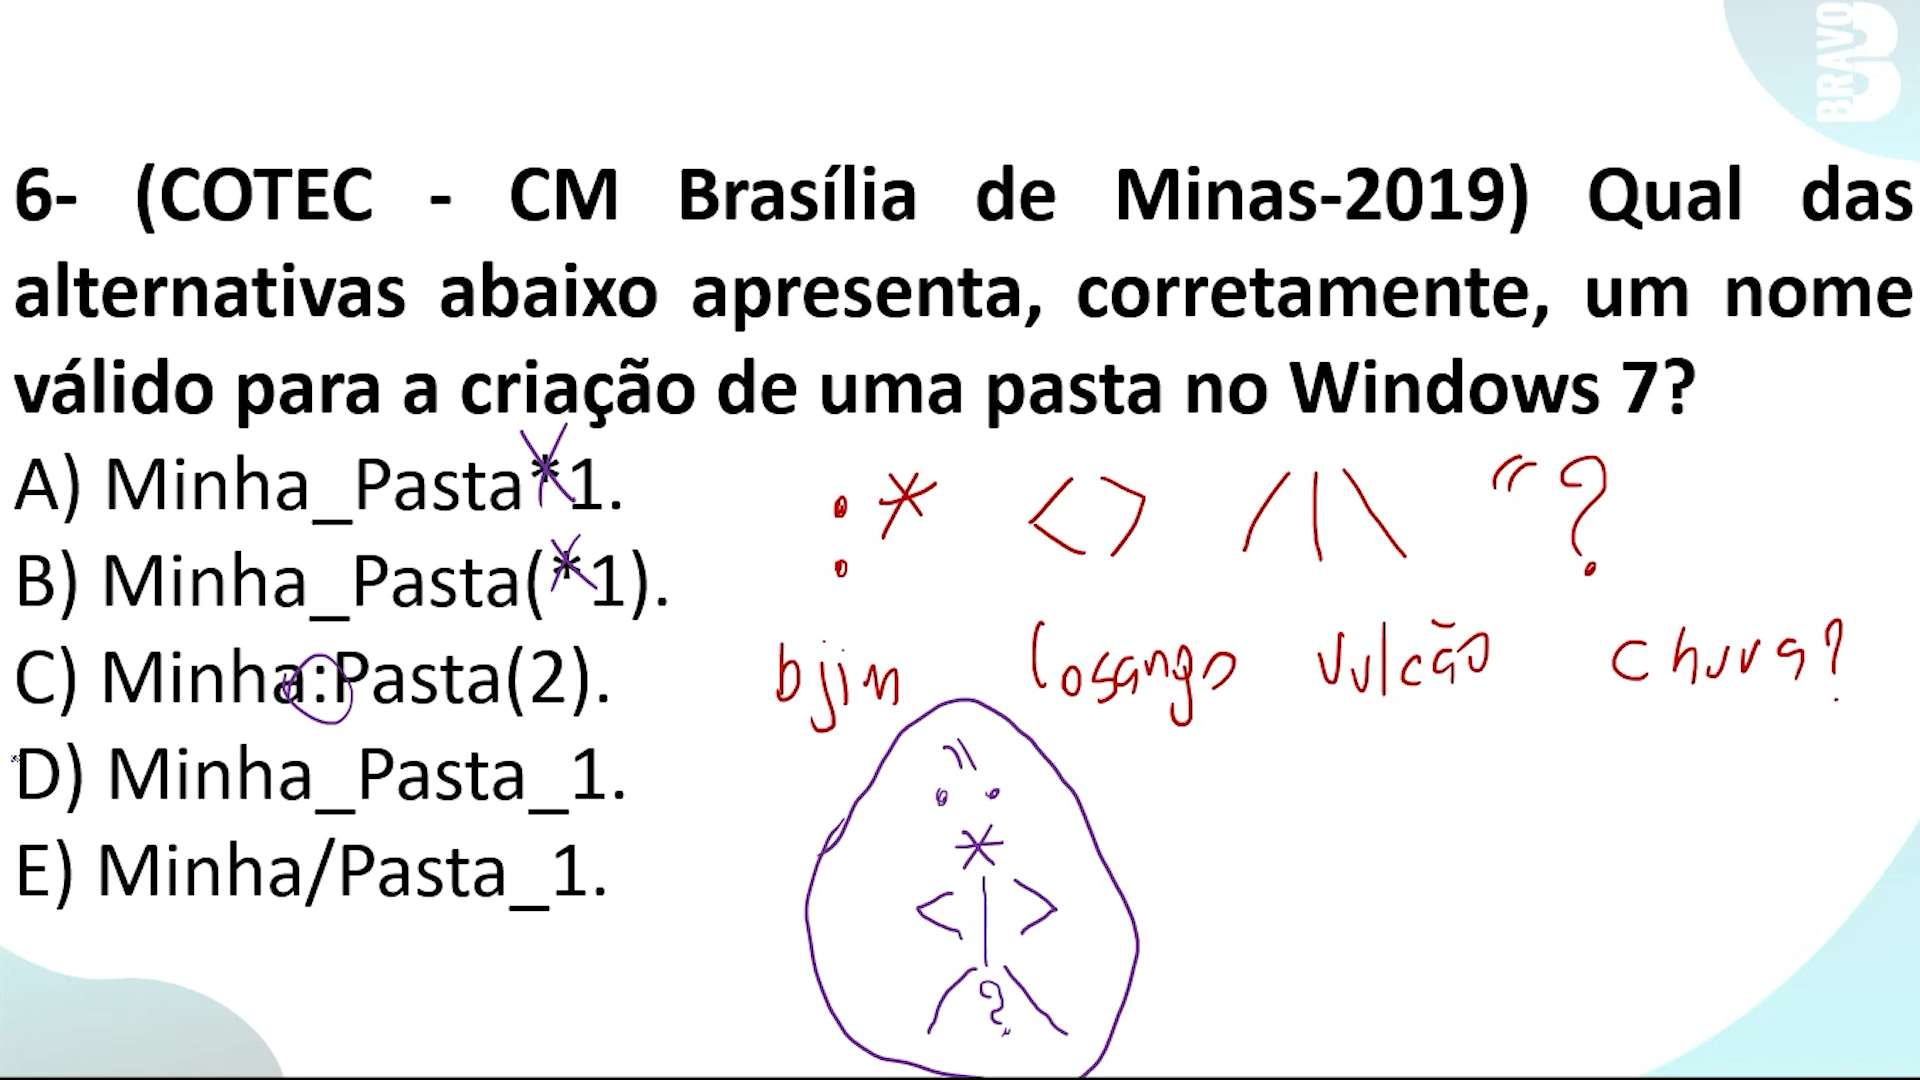 BRAVO
6- (COTEC - CM Brasília de Minas-2019) Qual das
alternativas abaixo apresenta, corretamente, um nome
válido para a criação de uma pasta no Windows 7?
A) Minha_Pasta*1.
B) Minha_Pasta(*1).
C) Minha:Pasta(2).
D) Minha_Pasta_1.
E) Minha/Pasta_1.
:* <> /|\ "?
bjin losango vulcão chuva?
"
: 
*
< | >
/ ? \